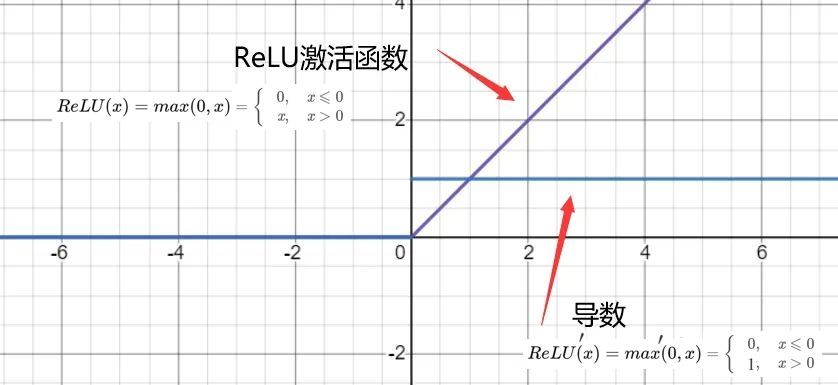 4
ReLU激活函数
ReLU(x) = max(0, x) = { 0, x ⩽ 0
x, x > 0
2
-6 -4 -2 0 2 4 6
导数
ReLU′(x) = max′(0, x) = { 0, x ⩽ 0
1, x > 0
-2